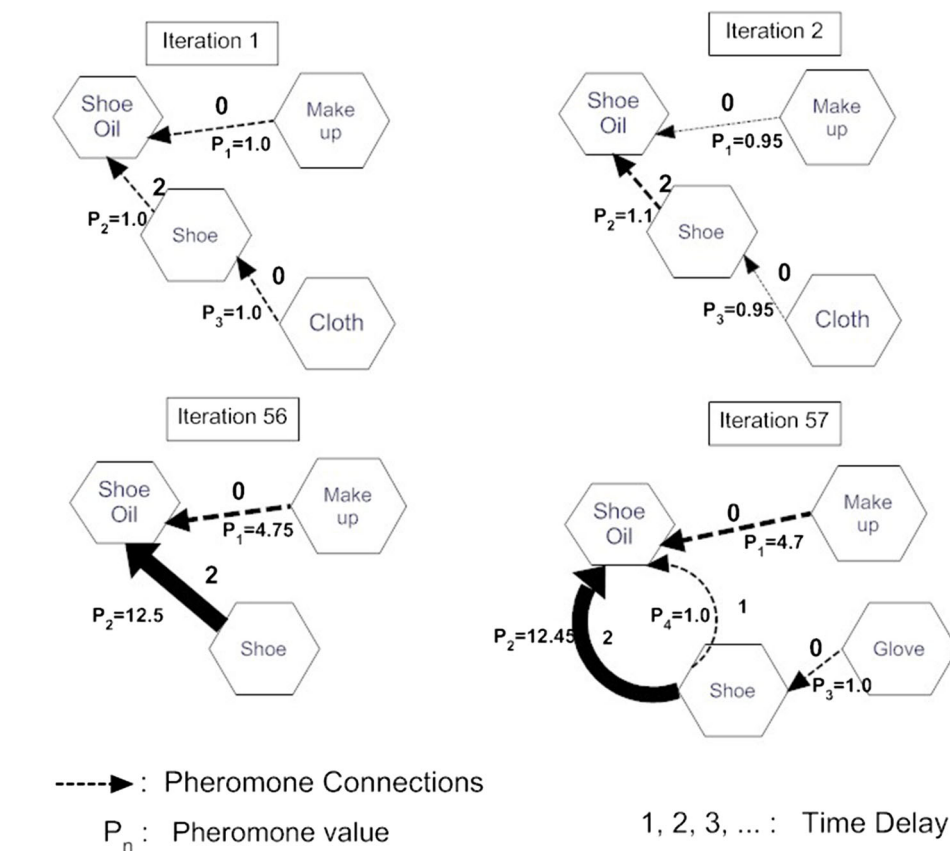 Iteration 1
Shoe
Oil
0
Make
up
P1=1.0
2
P2=1.0
Shoe
0
P3=1.0
Cloth
Iteration 2
Shoe
Oil
0
Make
up
P1=0.95
2
P2=1.1
Shoe
0
P3=0.95
Cloth
Iteration 56
Shoe
Oil
0
Make
up
P1=4.75
2
P2=12.5
Shoe
Iteration 57
Shoe
Oil
0
Make
up
P1=4.7
P2=12.45
2
P4=1.0
1
Shoe
0
Glove
P3=1.0
: Pheromone Connections
Pn : Pheromone value
1, 2, 3, ... : Time Delay